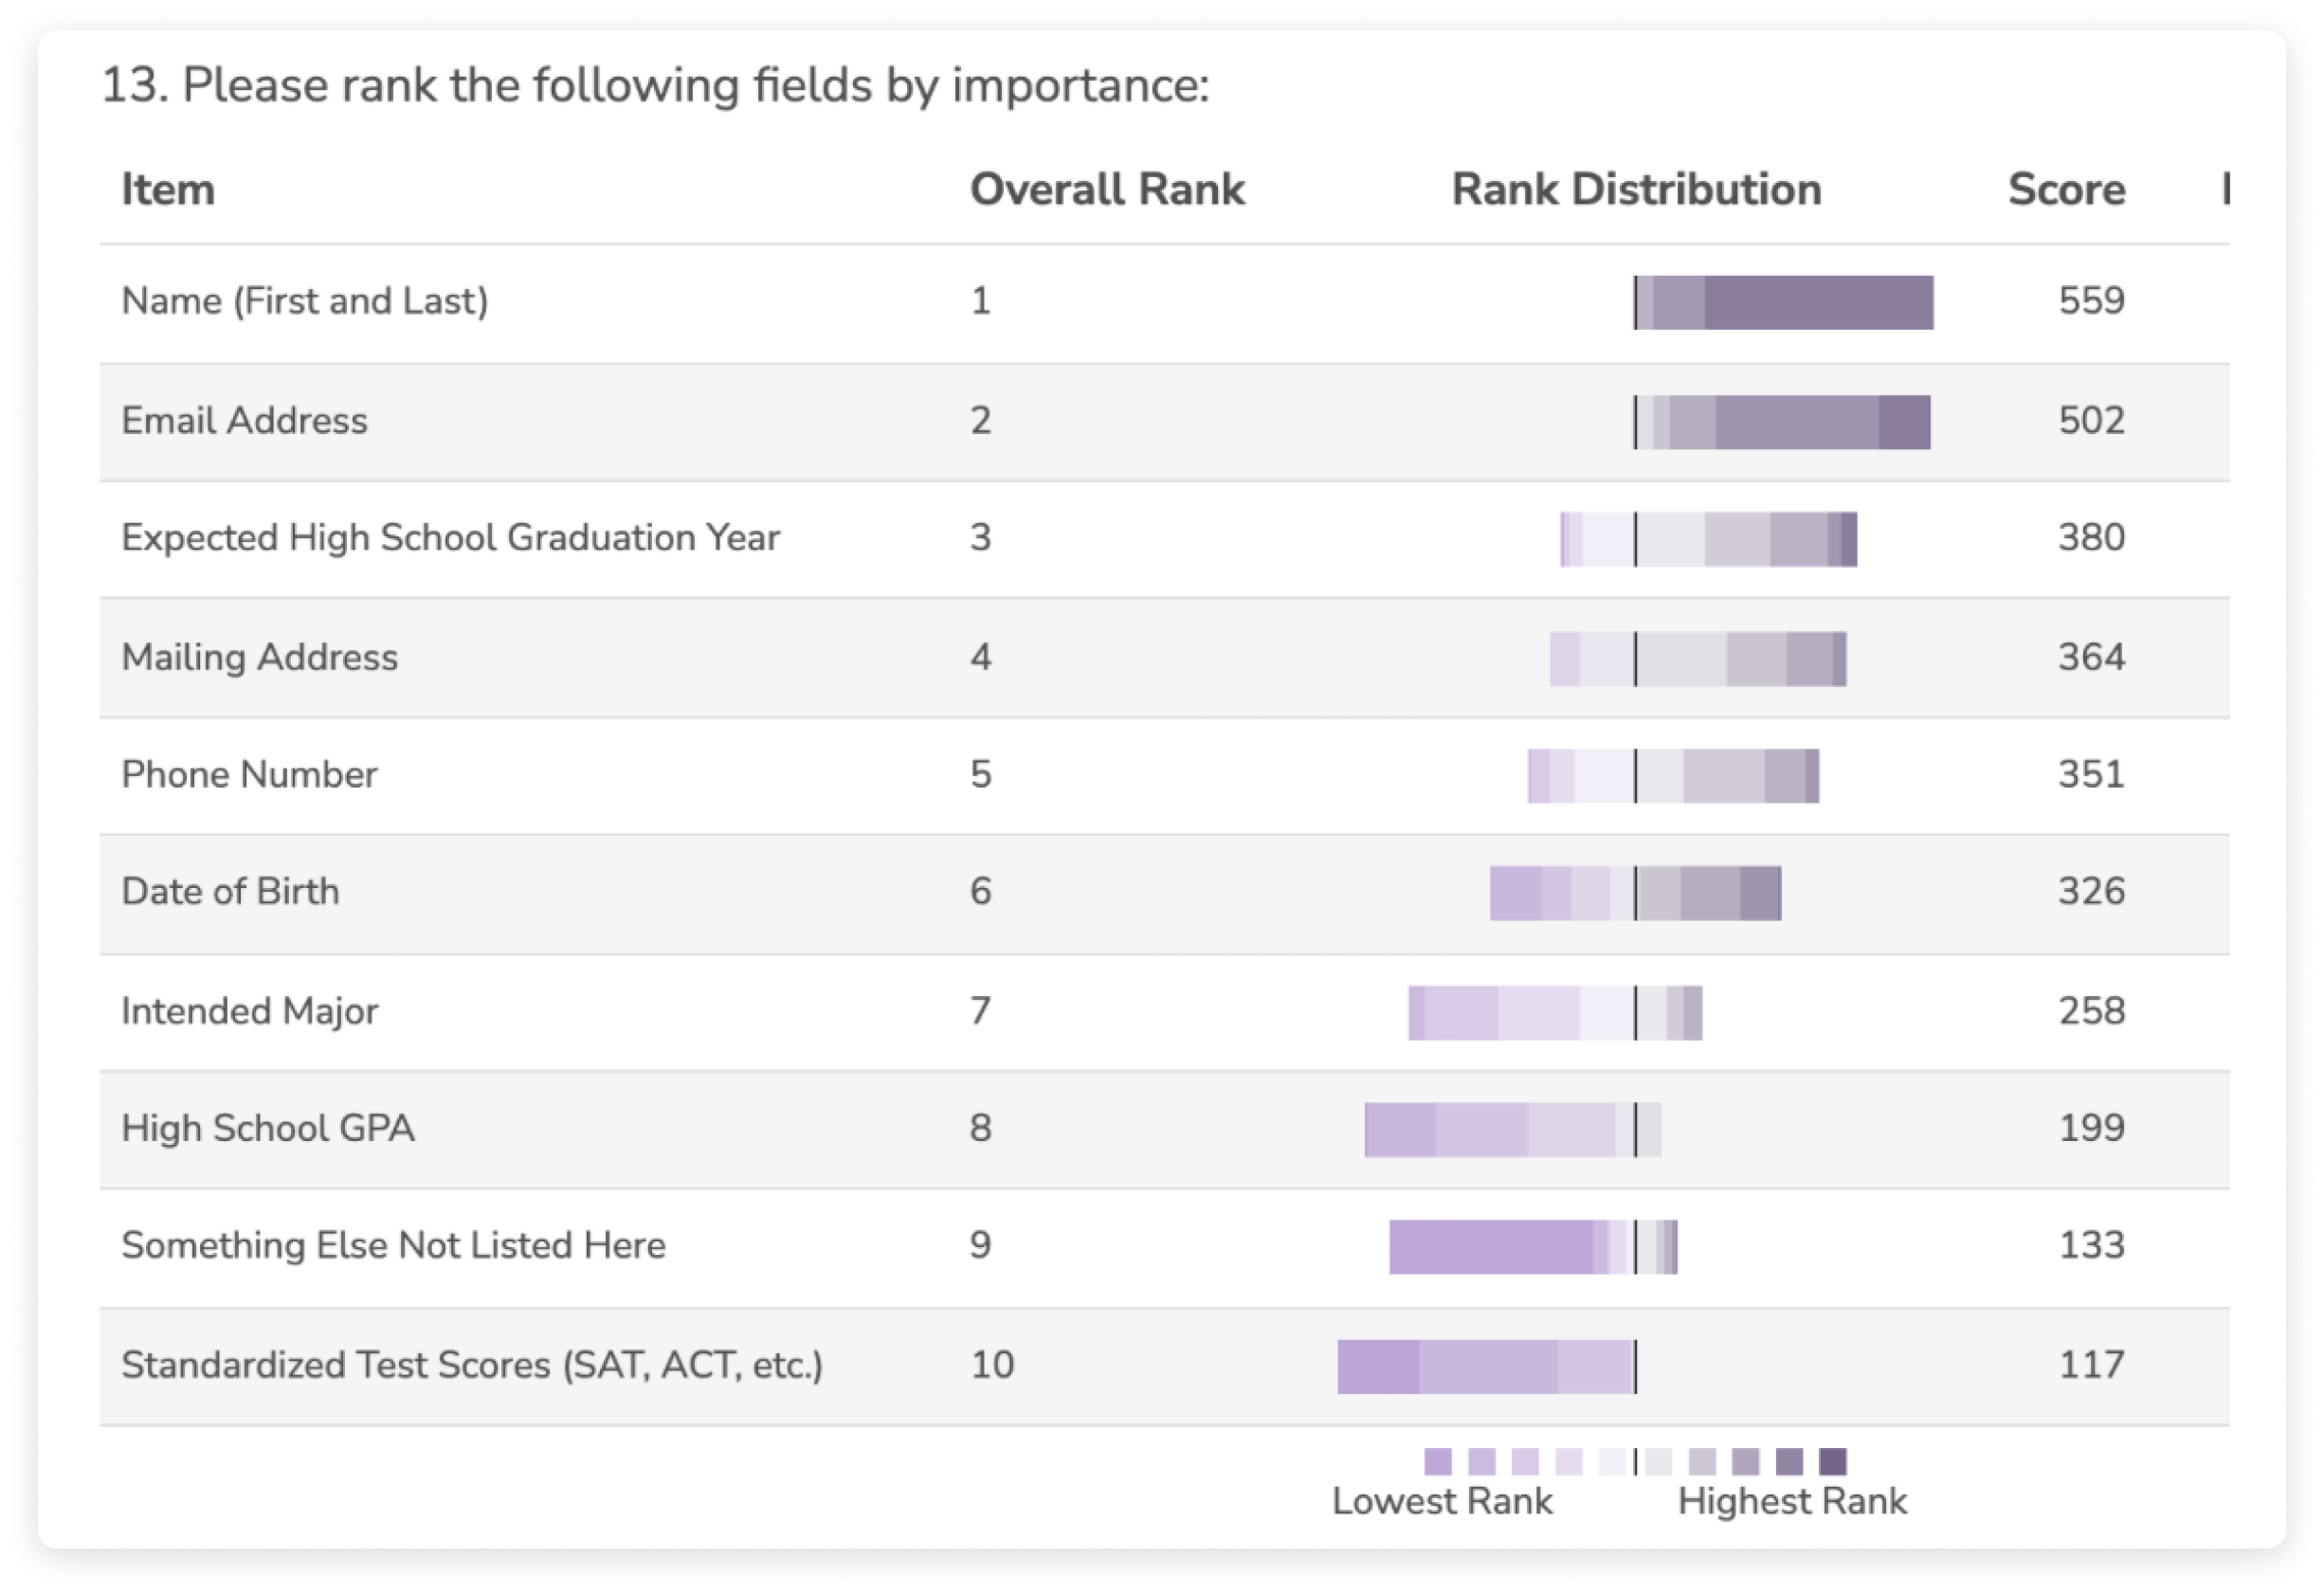 13. Please rank the following fields by importance:
Item Overall Rank Rank Distribution Score
Name (First and Last) 1 559
Email Address 2 502
Expected High School Graduation Year 3 380
Mailing Address 4 364
Phone Number 5 351
Date of Birth 6 326
Intended Major 7 258
High School GPA 8 199
Something Else Not Listed Here 9 133
Standardized Test Scores (SAT, ACT, etc.) 10 117
Lowest Rank Highest Rank